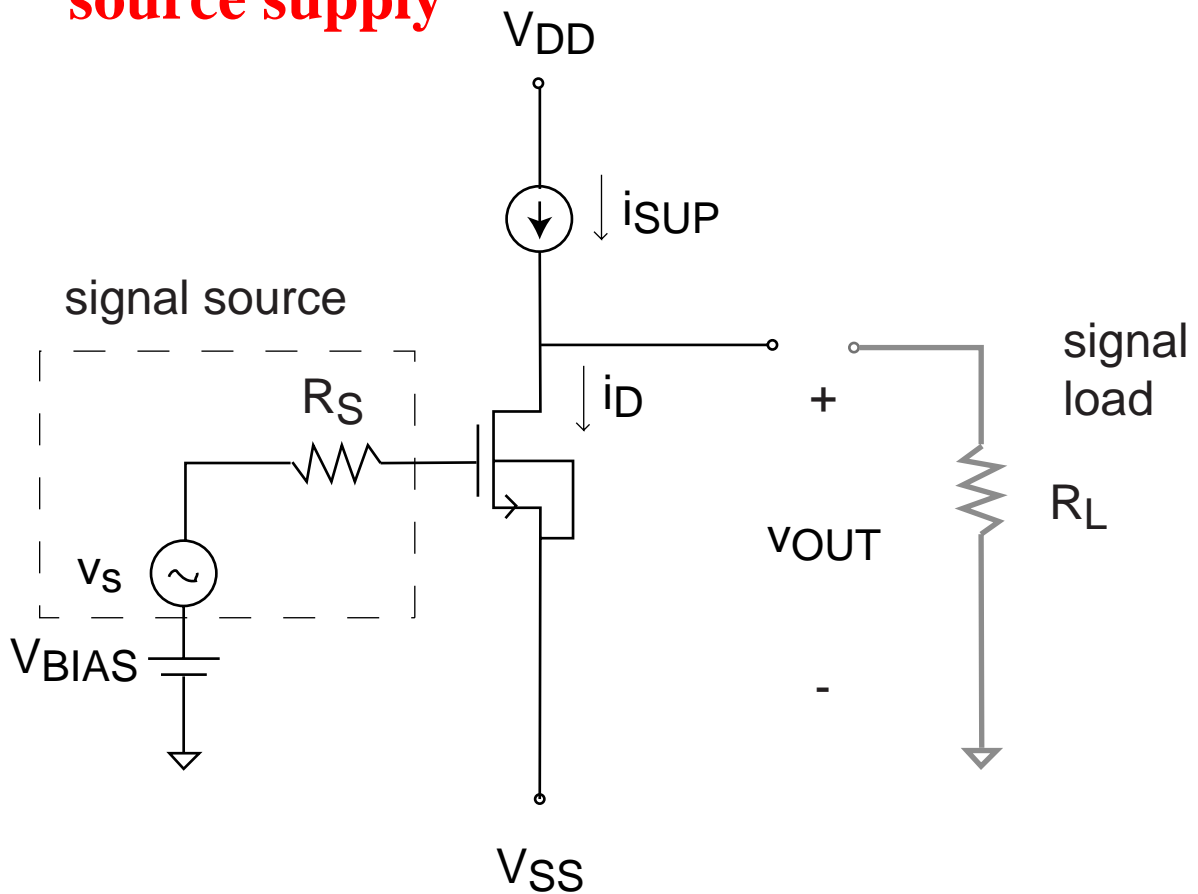 source supply
VDD
iSUP
signal source
signal
load
RS
iD
+
RL
vOUT
vs
VBIAS
-
VSS